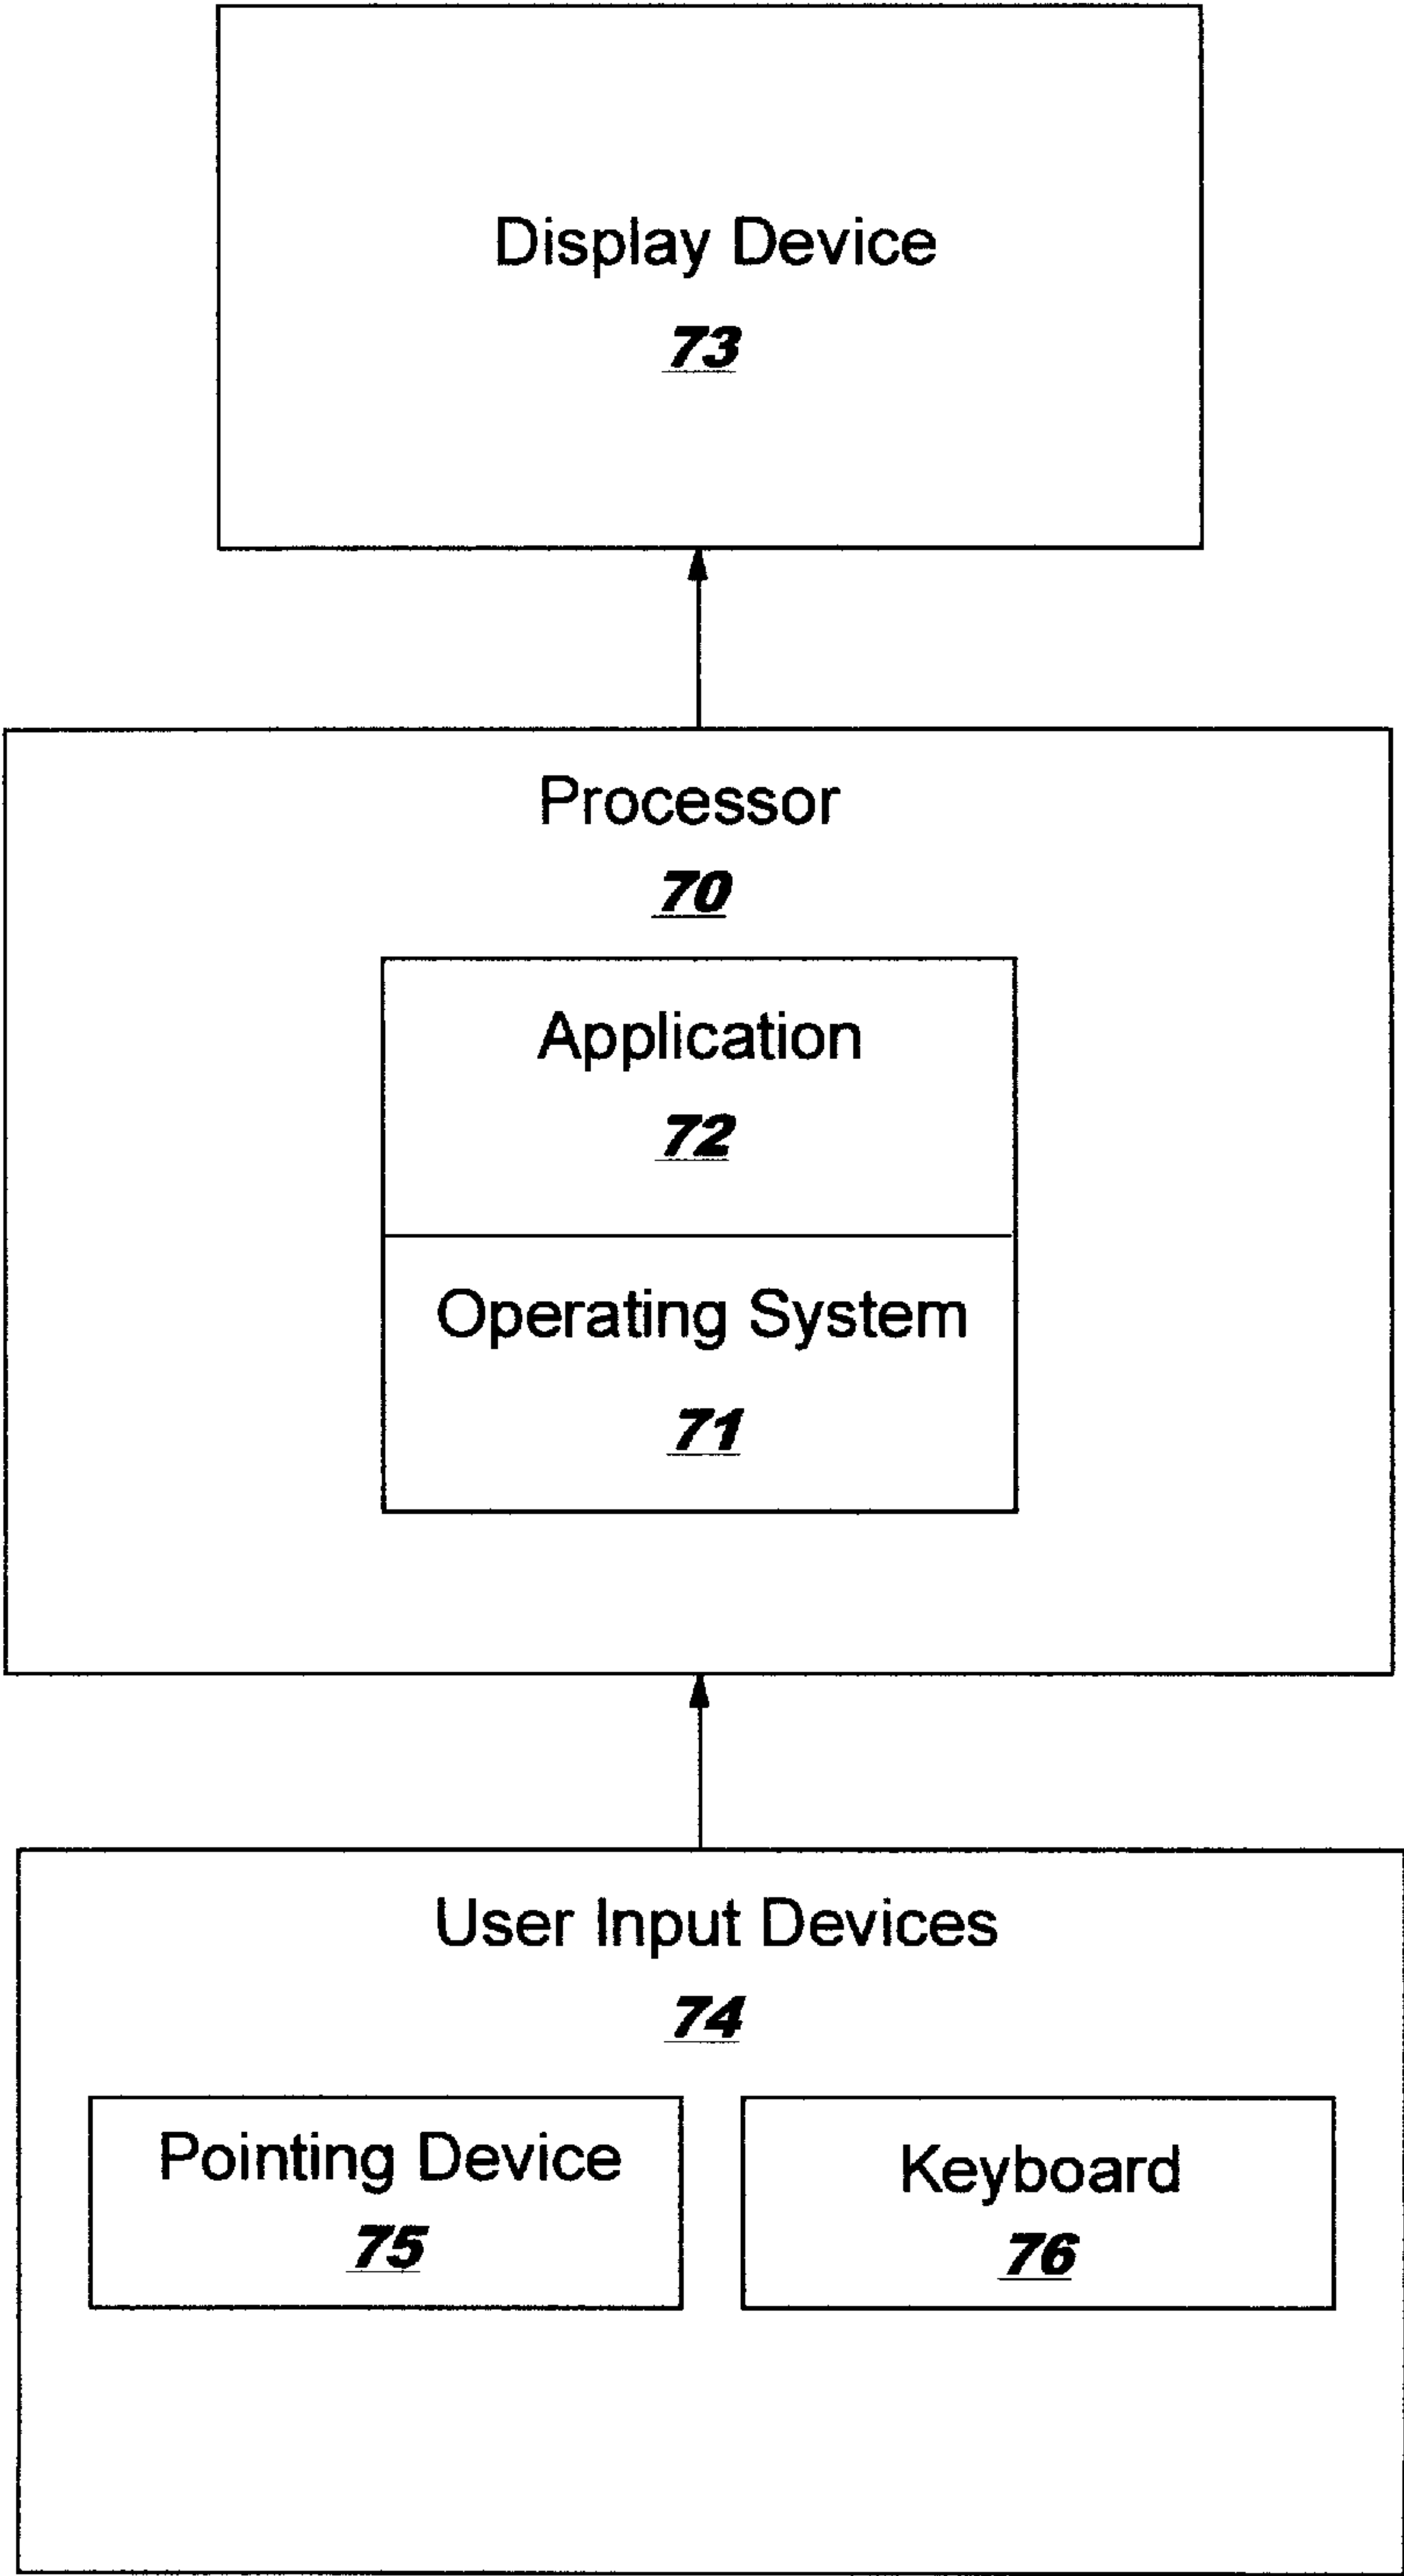 Display Device
73
Processor
70
Application
72
Operating System
71
User Input Devices
74
Pointing Device
75
Keyboard
76